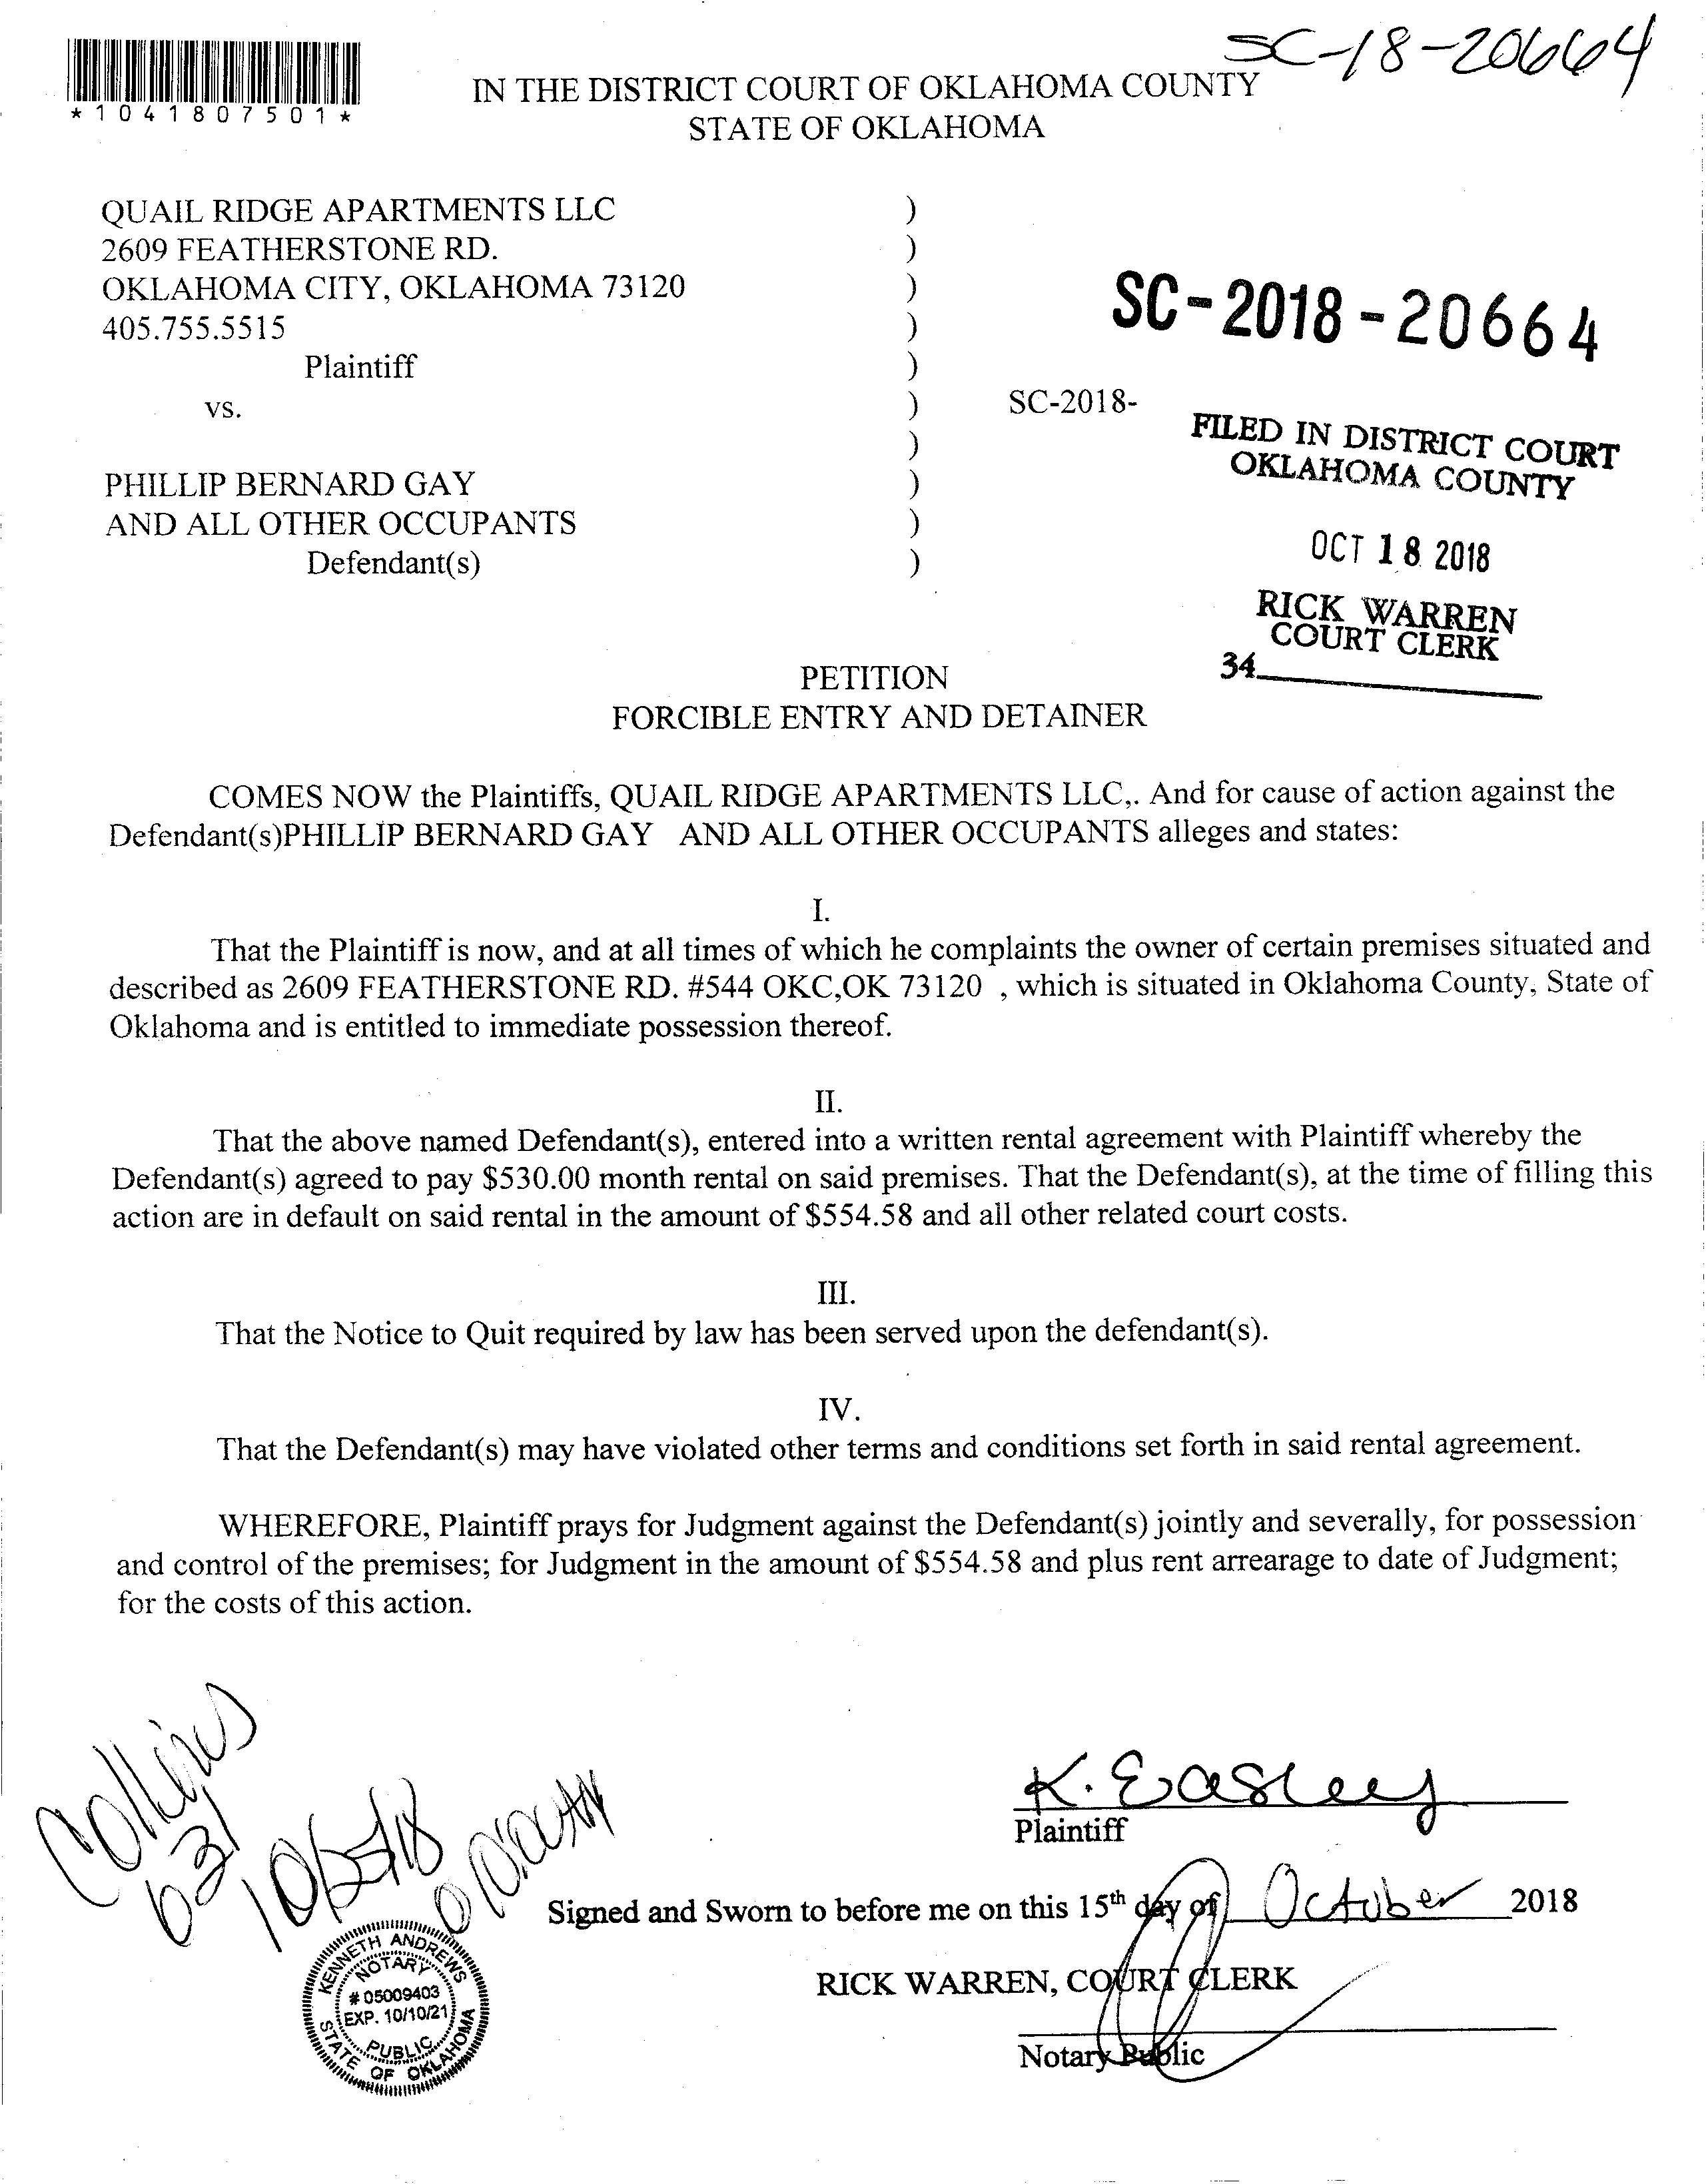 SC-18-20664
*1041807501*
IN THE DISTRICT COURT OF OKLAHOMA COUNTY
STATE OF OKLAHOMA
QUAIL RIDGE APARTMENTS LLC )
2609 FEATHERSTONE RD. )
OKLAHOMA CITY, OKLAHOMA 73120 )
405.755.5515 )
Plaintiff )
vs. )
)
PHILLIP BERNARD GAY )
AND ALL OTHER OCCUPANTS )
Defendant(s) )
SC-2018-20664
SC-2018-
FILED IN DISTRICT COURT
OKLAHOMA COUNTY
OCT 18 2018
RICK WARREN
COURT CLERK
34
PETITION
FORCIBLE ENTRY AND DETAINER
COMES NOW the Plaintiffs, QUAIL RIDGE APARTMENTS LLC,. And for cause of action against the
Defendant(s)PHILLIP BERNARD GAY AND ALL OTHER OCCUPANTS alleges and states:
I.
That the Plaintiff is now, and at all times of which he complaints the owner of certain premises situated and
described as 2609 FEATHERSTONE RD. #544 OKC,OK 73120 , which is situated in Oklahoma County, State of
Oklahoma and is entitled to immediate possession thereof.
II.
That the above named Defendant(s), entered into a written rental agreement with Plaintiff whereby the
Defendant(s) agreed to pay $530.00 month rental on said premises. That the Defendant(s), at the time of filling this
action are in default on said rental in the amount of $554.58 and all other related court costs.
III.
That the Notice to Quit required by law has been served upon the defendant(s).
IV.
That the Defendant(s) may have violated other terms and conditions set forth in said rental agreement.
WHEREFORE, Plaintiff prays for Judgment against the Defendant(s) jointly and severally, for possession
and control of the premises; for Judgment in the amount of $554.58 and plus rent arrearage to date of Judgment;
for the costs of this action.
Collins
631
10/25/18
@10:00AM
K. Easley
Plaintiff
Signed and Sworn to before me on this 15th day of October 2018
RICK WARREN, COURT CLERK
Notary Public
KENNETH ANDREWS
NOTARY
# 05009403
EXP. 10/10/21
PUBLIC
STATE OF OKLAHOMA